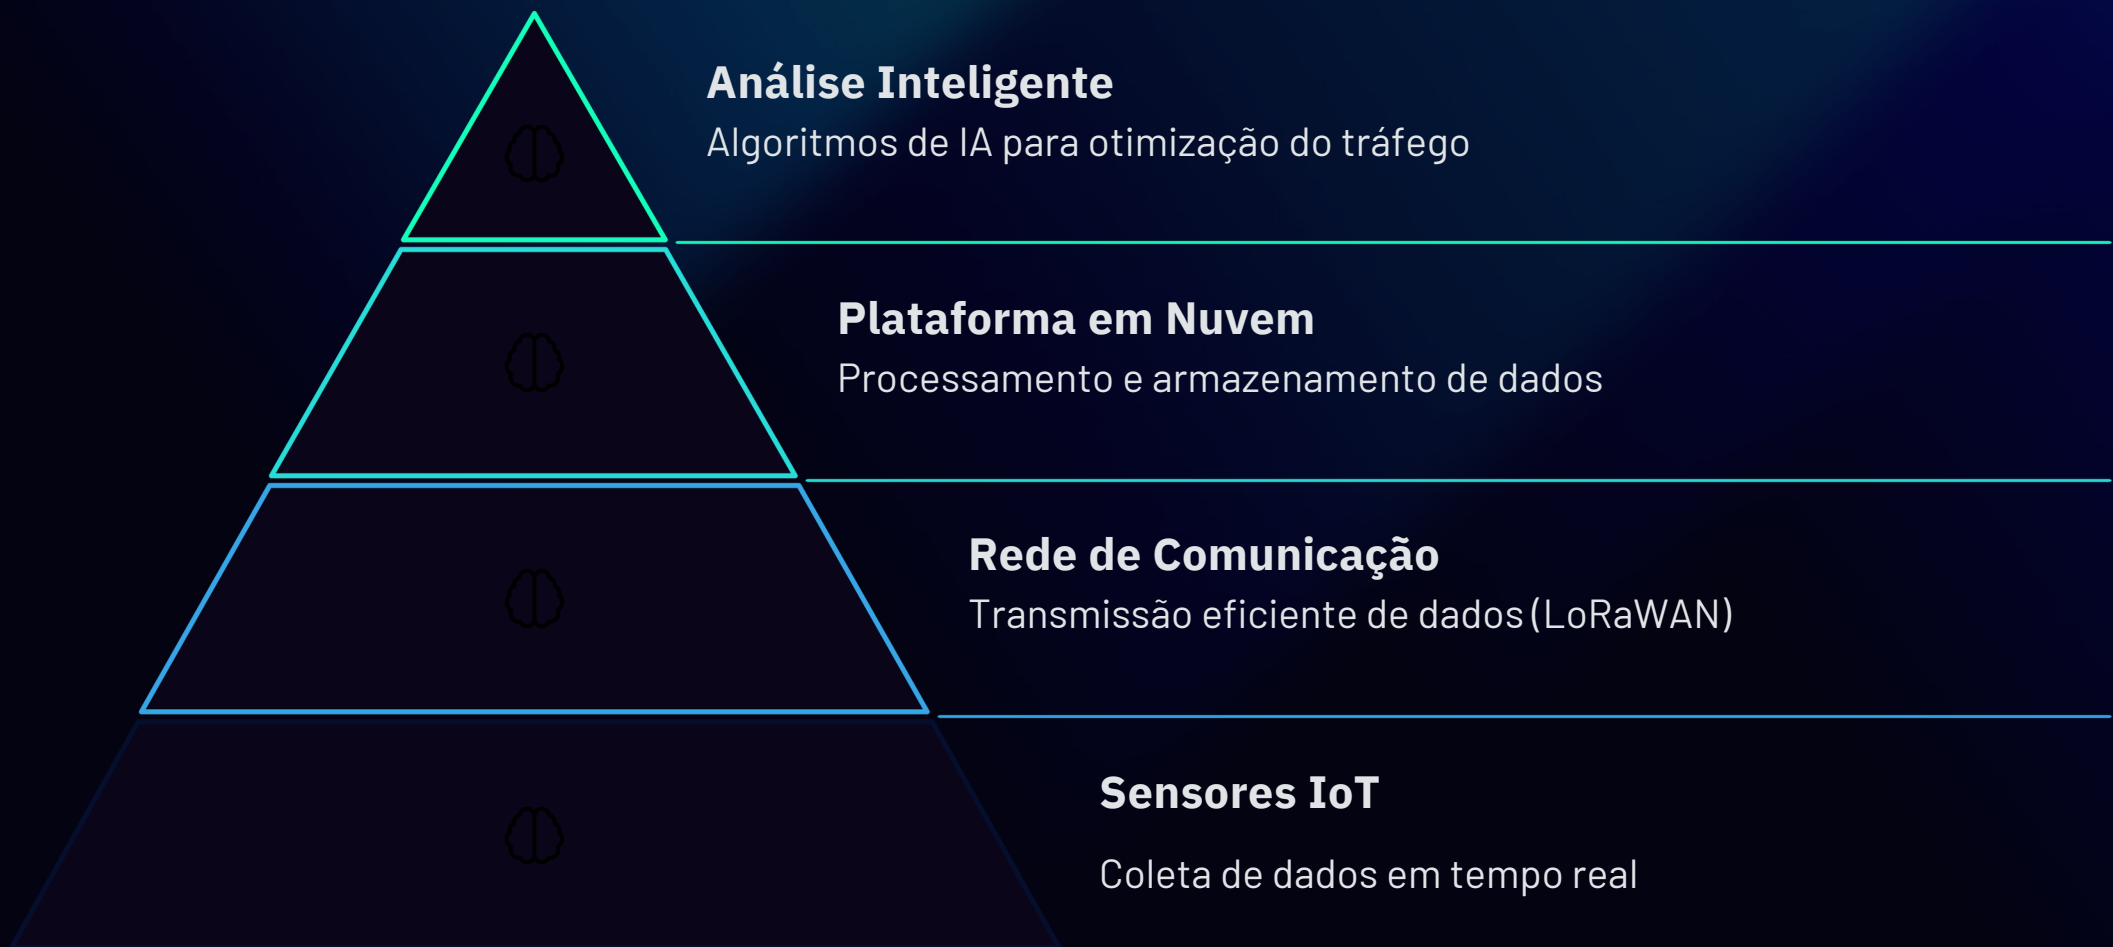 Análise Inteligente
Algoritmos de IA para otimização do tráfego
Plataforma em Nuvem
Processamento e armazenamento de dados
Rede de Comunicação
Transmissão eficiente de dados (LoRaWAN)
Sensores IoT
Coleta de dados em tempo real